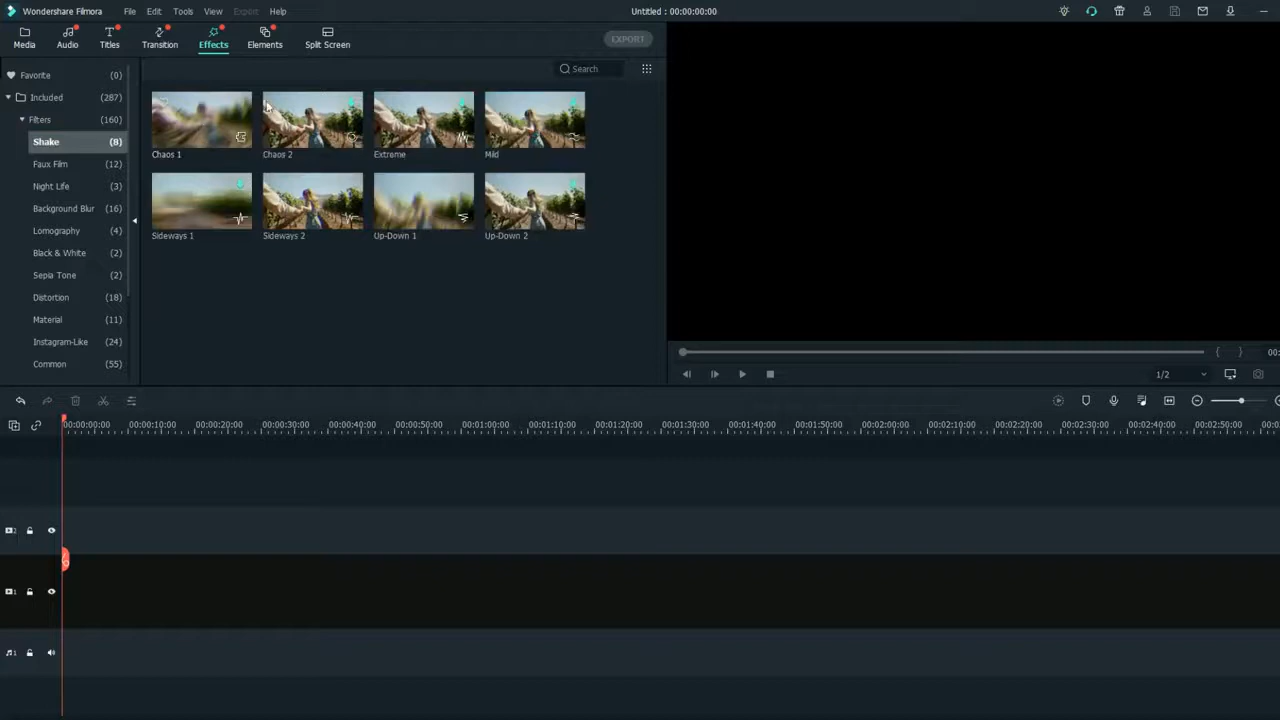 Wondershare Filmora File Edit Tools View Export Help Untitled : 00:00:00:00
Media Audio Titles Transition Effects Elements Split Screen EXPORT
Favorite (0) Search
Included (287)
Filters (160)
Shake (8)
Faux Film (12)
Night Life (3)
Background Blur (16)
Lomography (4)
Black & White (2)
Sepia Tone (2)
Distortion (18)
Material (11)
Instagram-Like (24)
Common (55)
Chaos 1 Chaos 2 Extreme Mild
Sideways 1 Sideways 2 Up-Down 1 Up-Down 2
{ } 00:
1/2
00:00:00:00 00:00:10:00 00:00:20:00 00:00:30:00 00:00:40:00 00:00:50:00 00:01:00:00 00:01:10:00 00:01:20:00 00:01:30:00 00:01:40:00 00:01:50:00 00:02:00:00 00:02:10:00 00:02:20:00 00:02:30:00 00:02:40:00 00:02:50:00
2
1
1